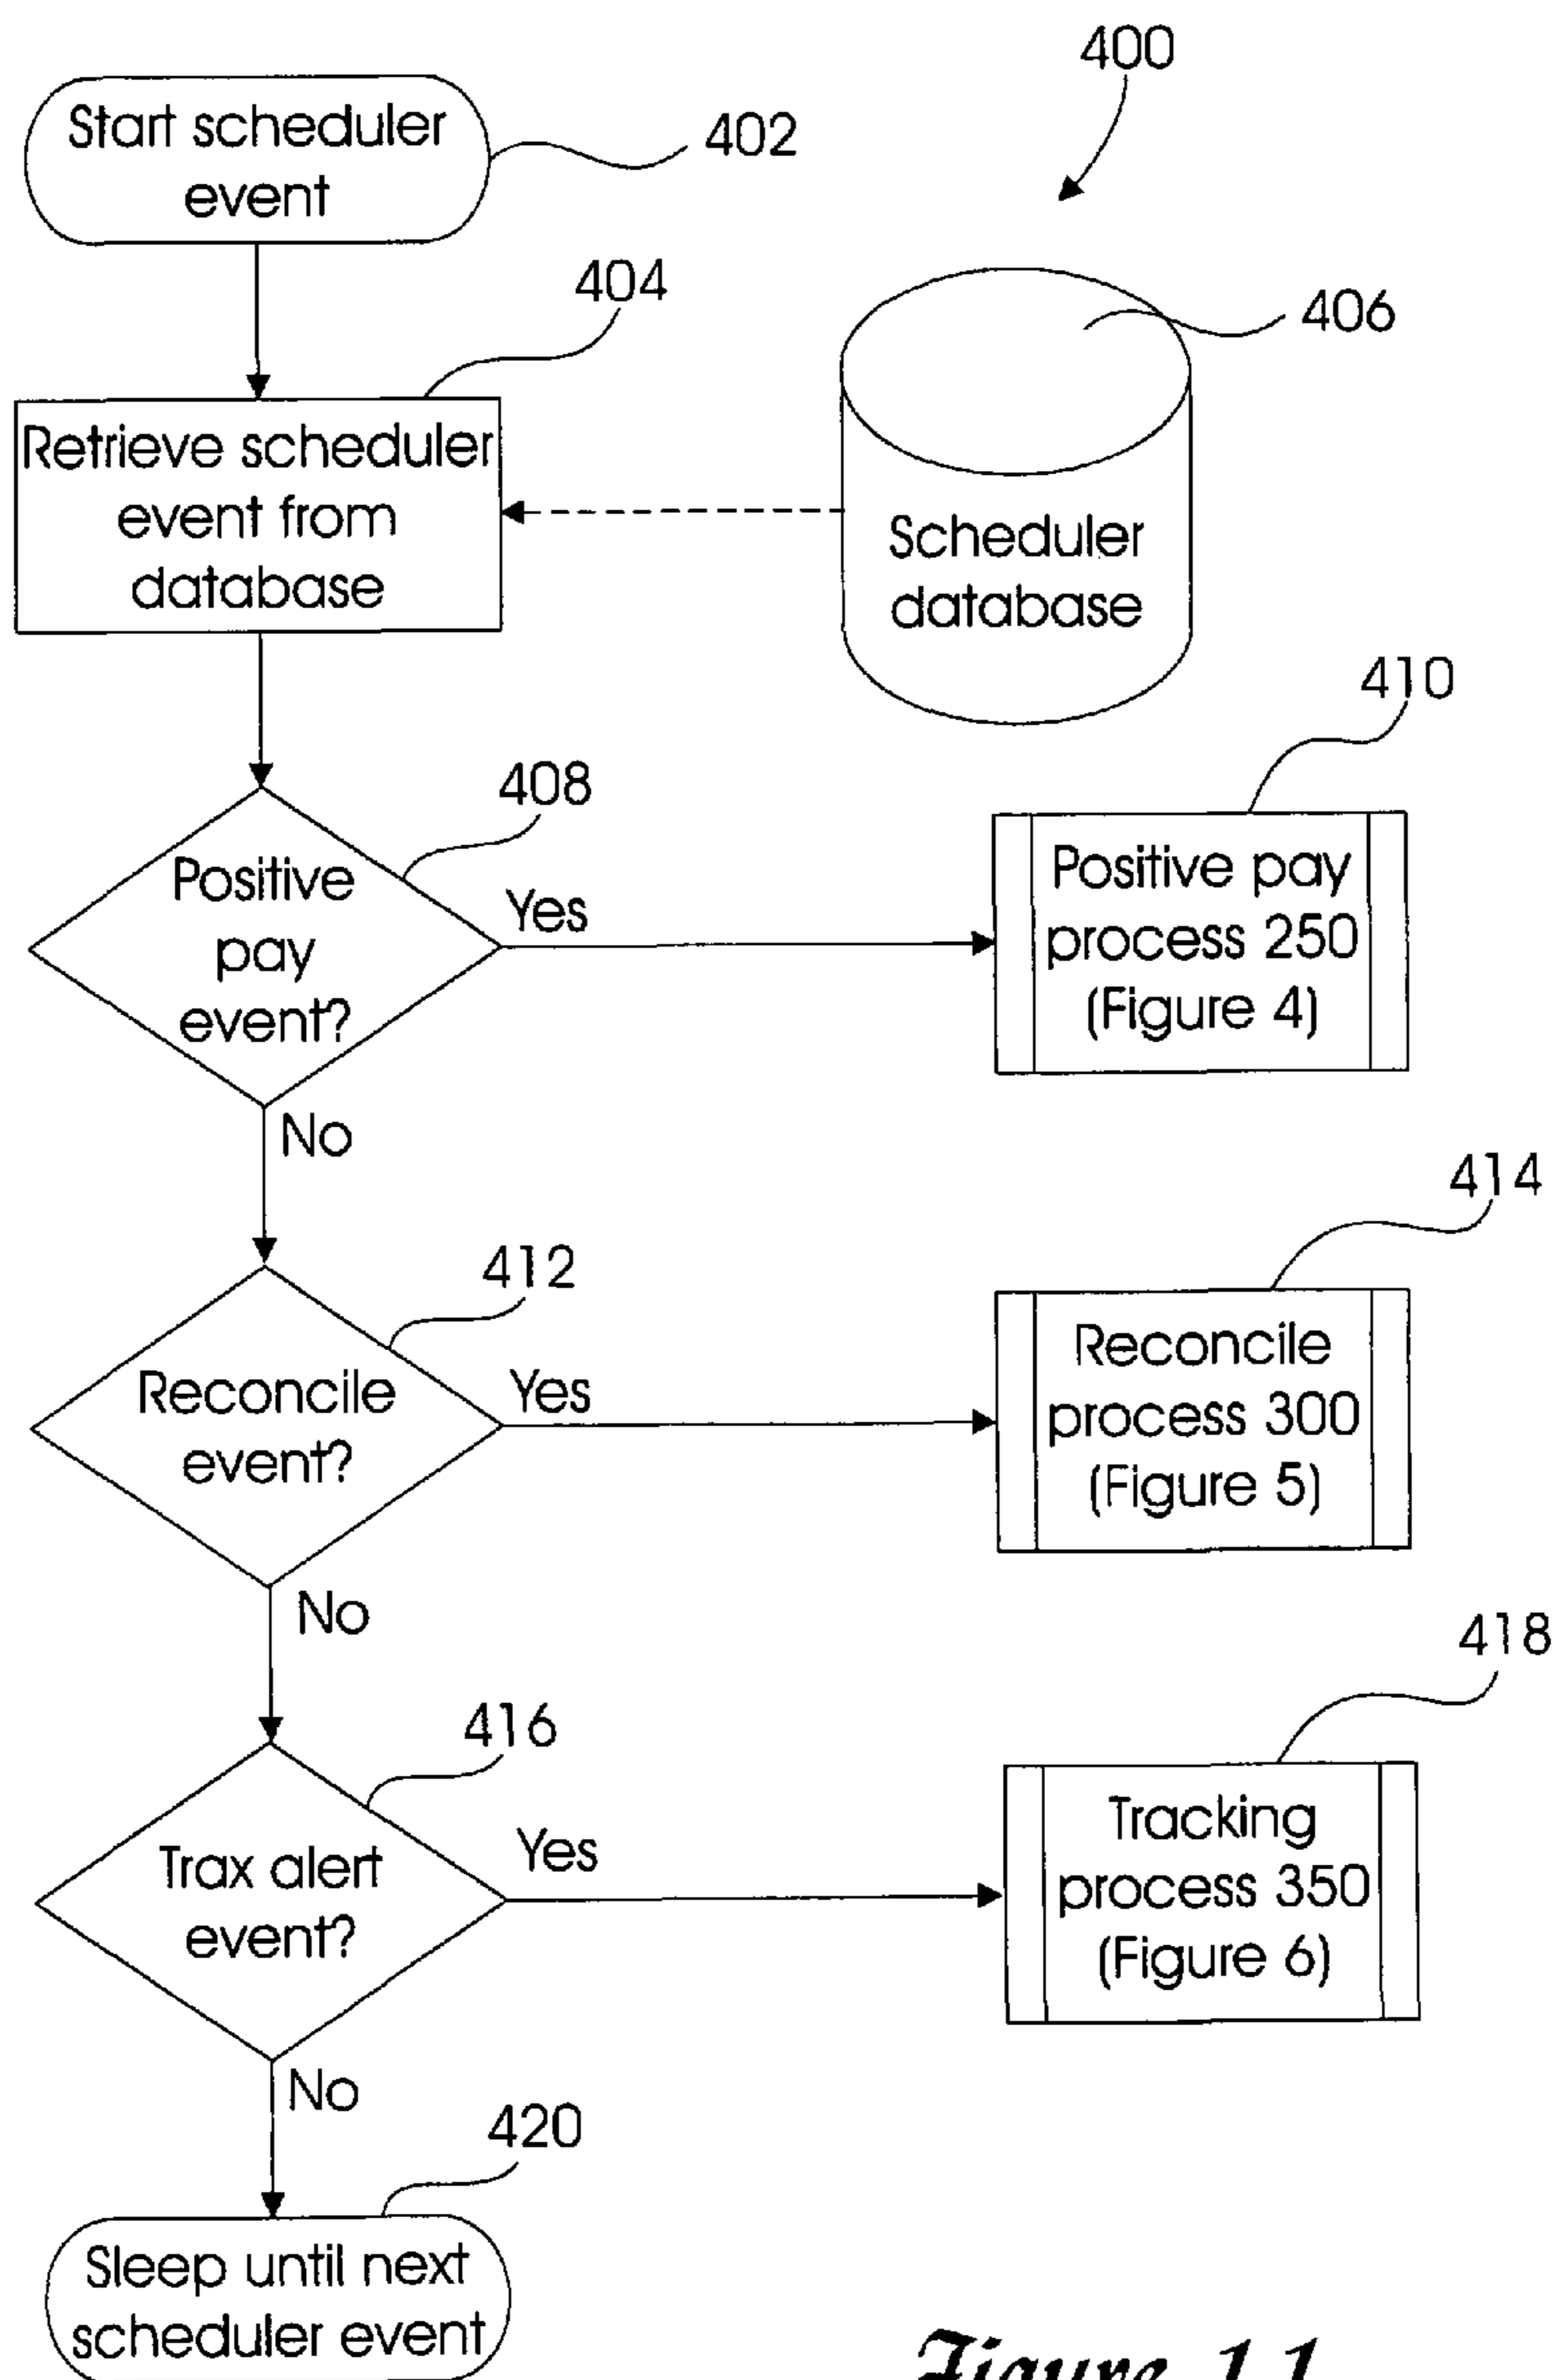 400
Start scheduler
event
402
404
406
Retrieve scheduler
event from
database
Scheduler
database
408
410
Positive
pay
event?
Yes
Positive pay
process 250
(Figure 4)
No
412
414
Reconcile
event?
Yes
Reconcile
process 300
(Figure 5)
No
416
418
Trax alert
event?
Yes
Tracking
process 350
(Figure 6)
No
420
Sleep until next
scheduler event
Figure 11